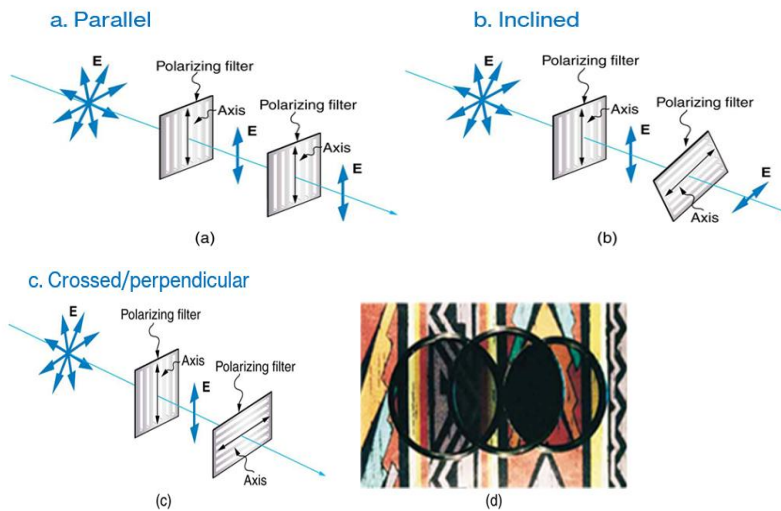 a. Parallel
E
Polarizing filter
Axis
Polarizing filter
E
Axis
E
(a)
b. Inclined
E
Polarizing filter
Axis
Polarizing filter
E
Axis
E
(b)
c. Crossed/perpendicular
E
Polarizing filter
Axis
E
Polarizing filter
Axis
(c)
(d)